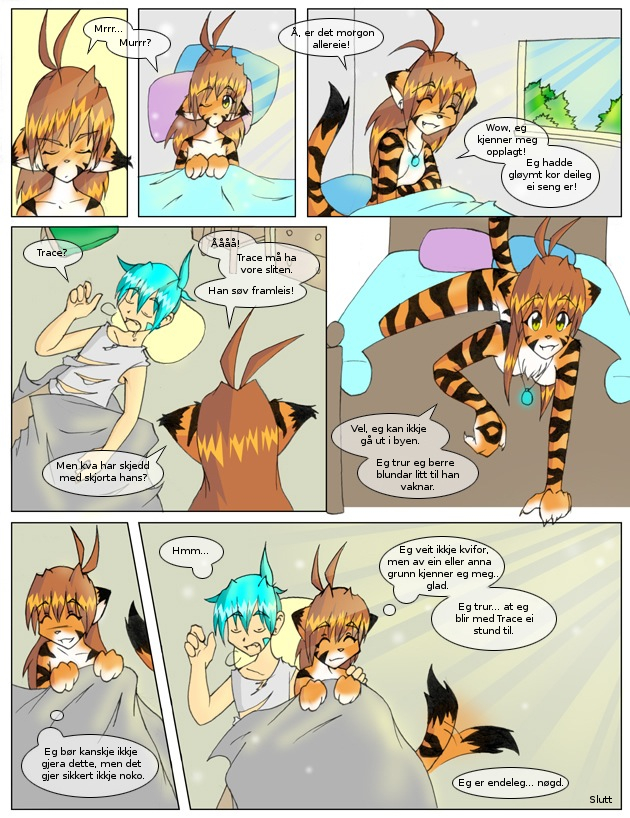 Mrrr...
Murrr?
Å, er det morgon
allereie!
Wow, eg
kjenner meg
opplagt!
Eg hadde
gløymt kor deileg
ei seng er!
Trace?
Åååå!
Trace må ha
vore sliten.
Han søv framleis!
Men kva har skjedd
med skjorta hans?
Vel, eg kan ikkje
gå ut i byen.
Eg trur eg berre
blundar litt til han
vaknar.
Eg bør kanskje ikkje
gjera dette, men det
gjer sikkert ikkje noko.
Hmm...
Eg veit ikkje kvifor,
men av ein eller anna
grunn kjenner eg meg..
glad.
Eg trur... at eg
blir med Trace ei
stund til.
Eg er endeleg... nøgd.
Slutt